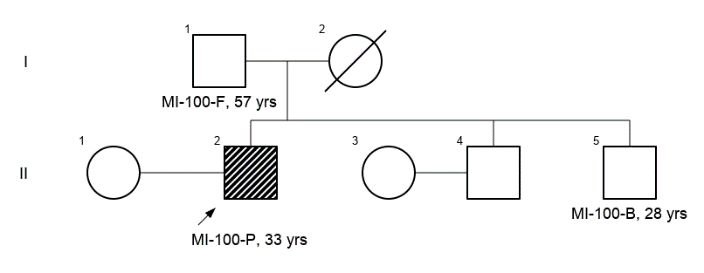 1 2
I
MI-100-F, 57 yrs
1 2 3 4 5
II
MI-100-B, 28 yrs
MI-100-P, 33 yrs